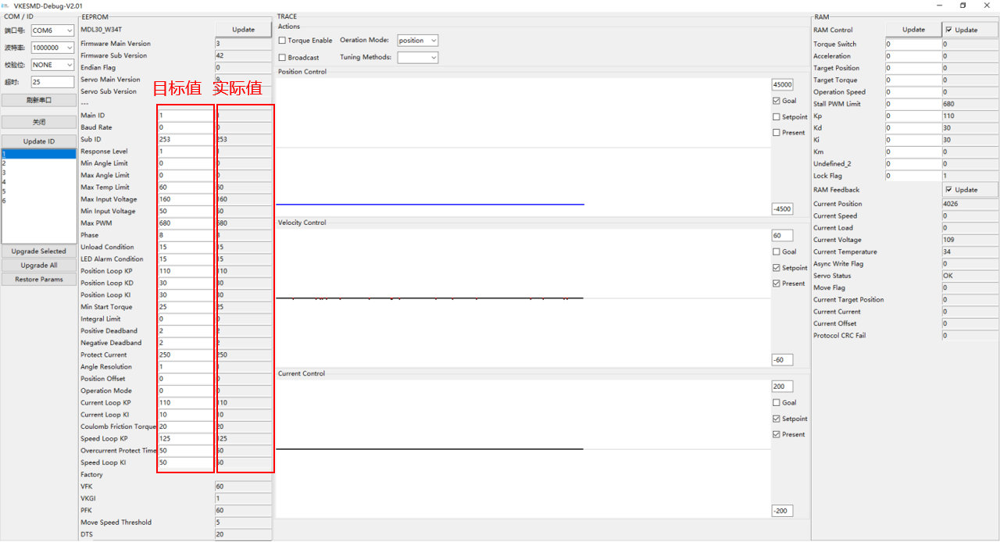 VKESMD-Debug-V2.01
COM / ID
端口号: COM6
波特率: 1000000
校验位: NONE
超时: 25
刷新串口
关闭
Update ID
1
2
3
4
5
6
Upgrade Selected
Upgrade All
Restore Params
EEPROM
MDL30_W34T Update
Firmware Main Version 3
Firmware Sub Version 42
Endian Flag 0
Servo Main Version 9
Servo Sub Version
目标值 实际值
---
Main ID 1 1
Baud Rate 0 0
Sub ID 253 253
Response Level 1 1
Min Angle Limit 0 0
Max Angle Limit 0 0
Max Temp Limit 60 60
Max Input Voltage 160 160
Min Input Voltage 50 50
Max PWM 680 680
Phase 8 8
Unload Condition 15 15
LED Alarm Condition 15 15
Position Loop KP 110 110
Position Loop KD 30 30
Position Loop KI 30 30
Min Start Torque 25 25
Integral Limit 0 0
Positive Deadband 2 2
Negative Deadband 2 2
Protect Current 250 250
Angle Resolution 1 1
Position Offset 0 0
Operation Mode 0 0
Current Loop KP 110 110
Current Loop KI 10 10
Coulomb Friction Torque 20 20
Speed Loop KP 125 125
Overcurrent Protect Time 50 50
Speed Loop KI 50 50
Factory
VFK 60
VKGI 1
PFK 60
Move Speed Threshold 5
DTS 20
TRACE
Actions
Torque Enable Oeration Mode: position
Broadcast Tuning Methods:
Position Control
45000
Goal
Setpoint
Present
-4500
Velocity Control
60
Goal
Setpoint
Present
-60
Current Control
200
Goal
Setpoint
Present
-200
RAM
RAM Control Update Update
Torque Switch 0 0
Acceleration 0 0
Target Position 0 0
Target Torque 0 0
Operation Speed 0 0
Stall PWM Limit 0 680
Kp 0 110
Kd 0 30
Ki 0 30
Km 0 0
Undefined_2 0 0
Lock Flag 0 1
RAM Feedback Update
Current Position 4026
Current Speed 0
Current Load 0
Current Voltage 109
Current Temperature 34
Async Write Flag 0
Servo Status OK
Move Flag 0
Current Target Position 0
Current Current 0
Current Offset 0
Protocol CRC Fail 0